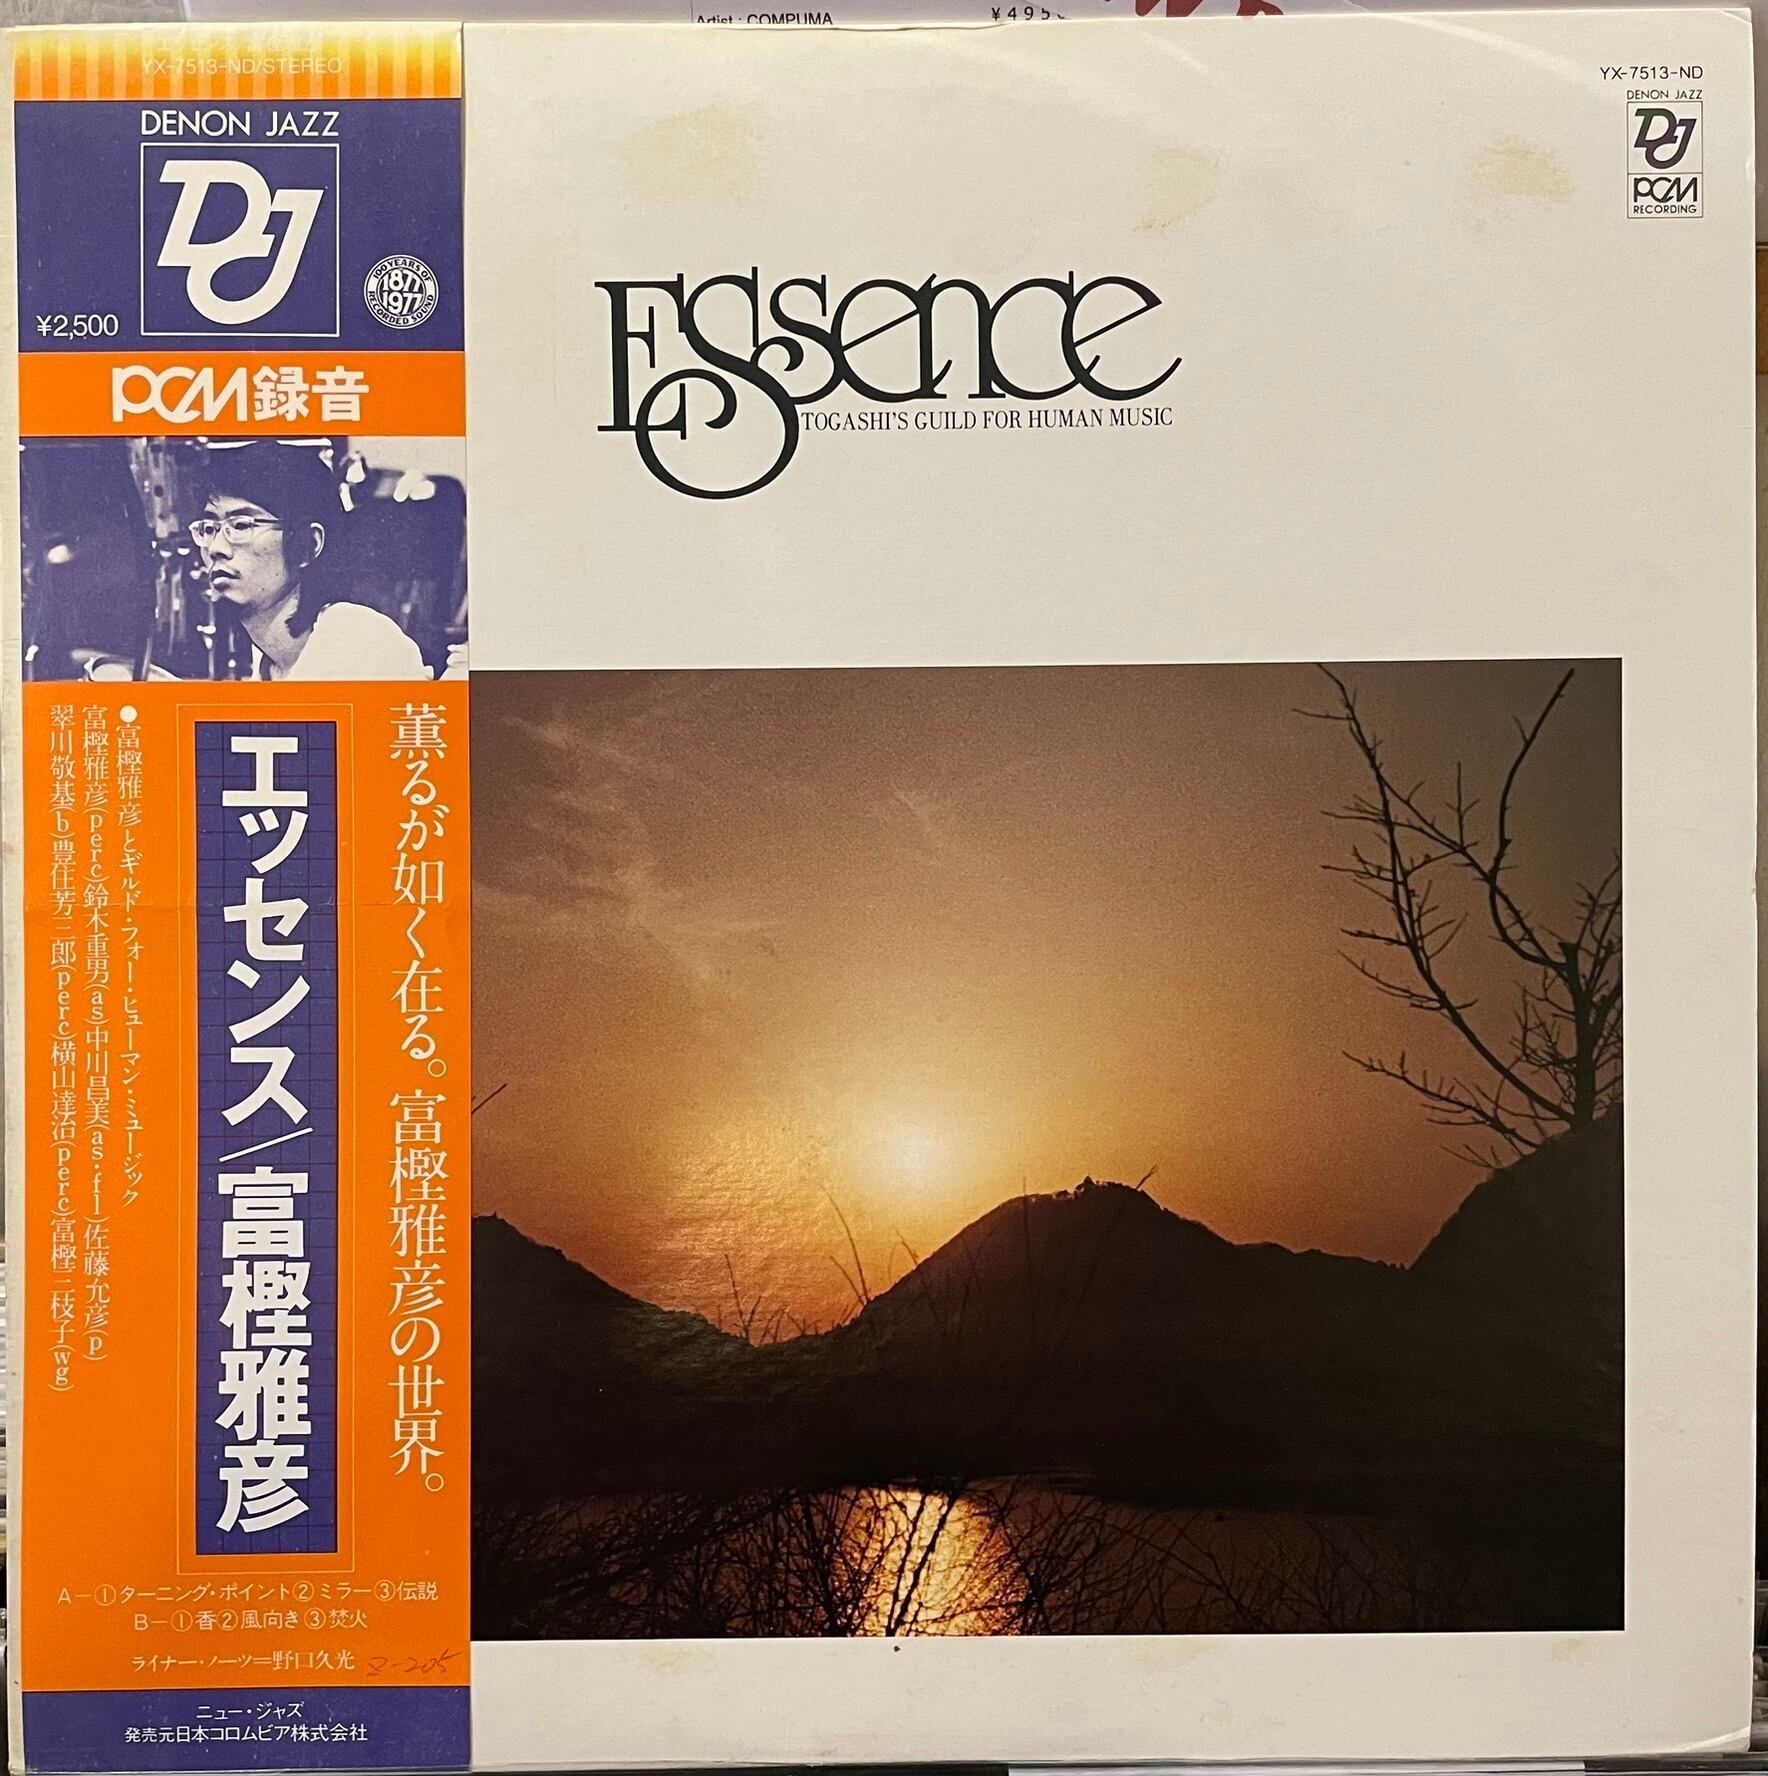 Artist : COMPUMA
YX-7513-ND/STEREO
DENON JAZZ
DJ
¥2,500
100 YEARS OF RECORDED SOUND
1877
1977
PCM録音
薫るが如く在る。富樫雅彦の世界。
エッセンス/富樫雅彦
●富樫雅彦とギルド・フォー・ヒューマン・ミュージック
富樫雅彦(perc)鈴木重男(as)中川昌美(as・fl)佐藤允彦(p)
翠川敬基(b)豊住芳三郎(perc)横山達治(perc)富樫三枝子(wg)
A-①ターニング・ポイント②ミラー③伝説
B-①香②風向き③焚火
ライナー・ノーツ=野口久光
ニュー・ジャズ
発売元日本コロムビア株式会社
YX-7513-ND
DENON JAZZ
DJ
PCM
RECORDING
Essence
TOGASHI'S GUILD FOR HUMAN MUSIC